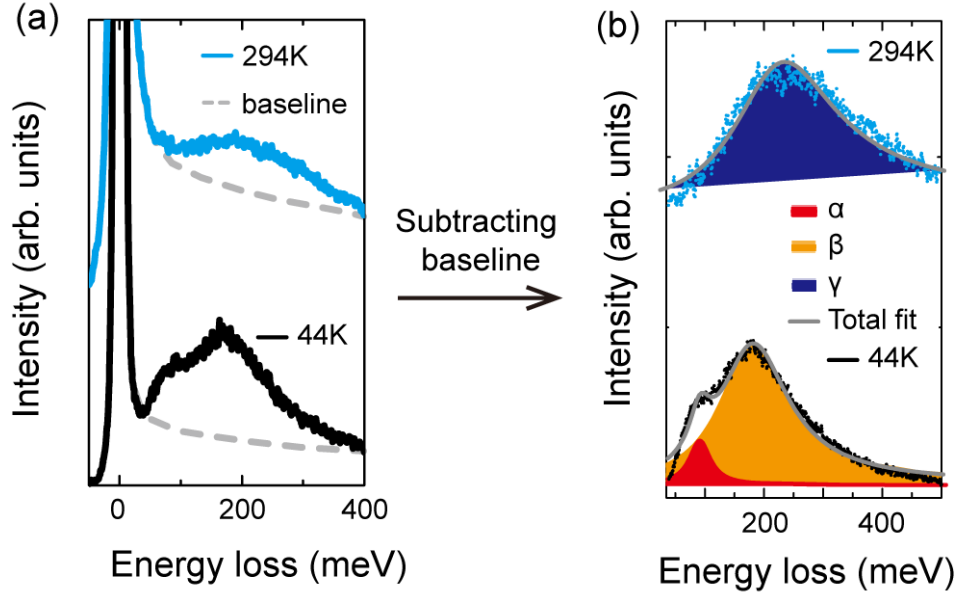 (a)
294K
baseline
44K
Intensity (arb. units)
0
200
400
Energy loss (meV)
Subtracting
baseline
(b)
294K
α
β
γ
Total fit
44K
Intensity (arb. units)
200
400
Energy loss (meV)